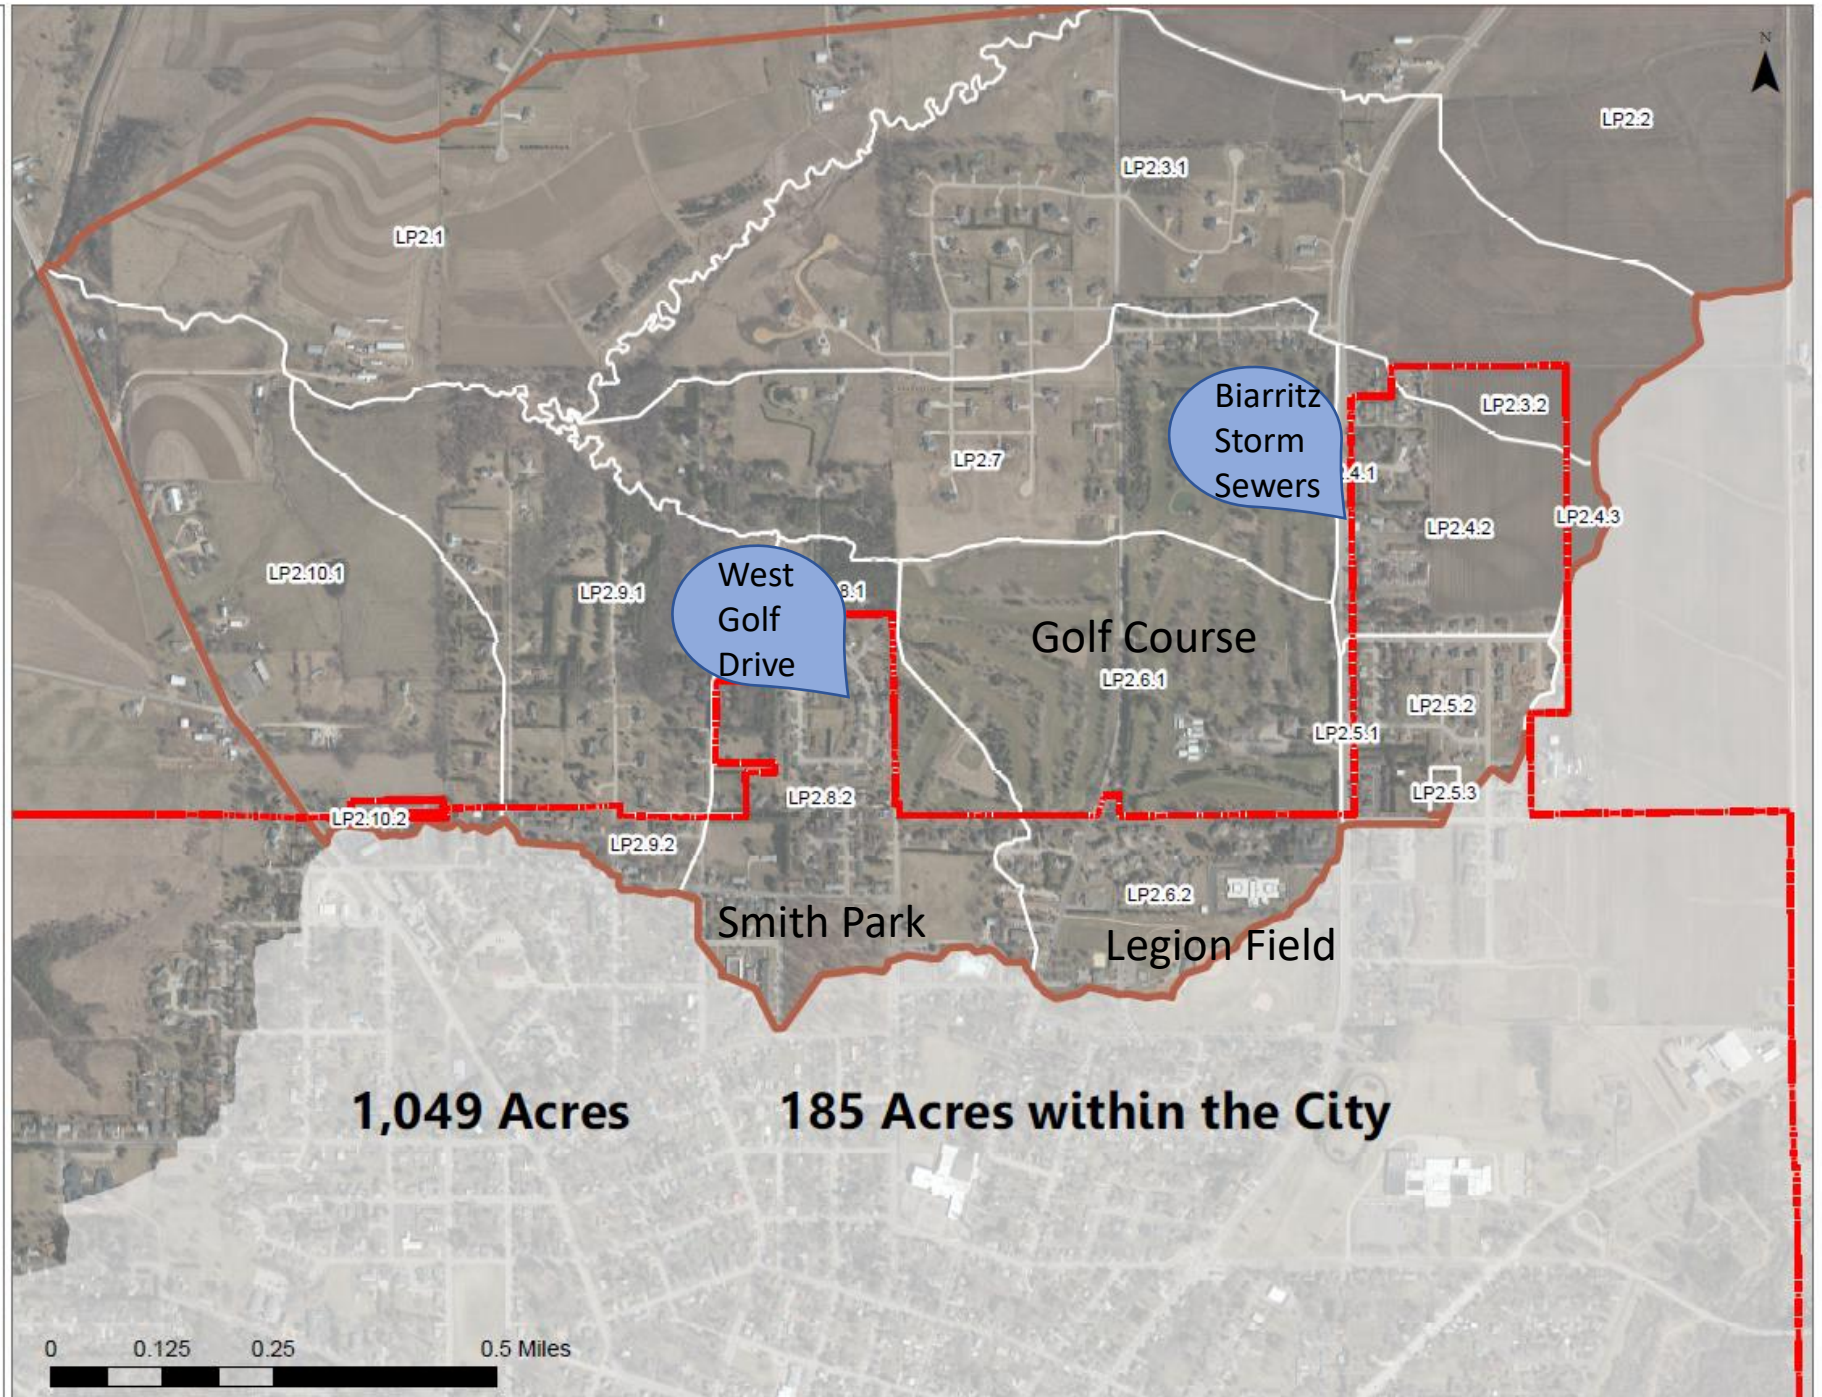 N
LP2.2
LP2.3.1
LP2.1
Biarritz
Storm
Sewers
LP2.3.2
LP2.7
.4.1
LP2.4.2
LP2.4.3
LP2.10.1
LP2.9.1
West
Golf
Drive
8.1
Golf Course
LP2.6.1
LP2.5.2
LP2.5.1
LP2.5.3
LP2.8.2
LP2.10.2
LP2.9.2
LP2.6.2
Smith Park
Legion Field
1,049 Acres
185 Acres within the City
0 0.125 0.25 0.5 Miles